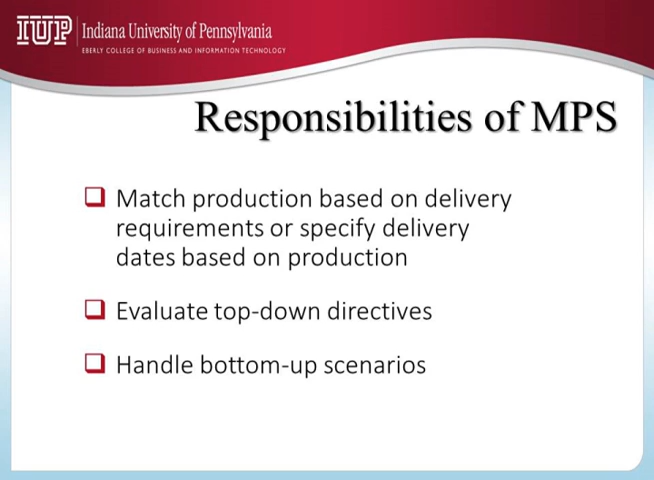 IUP
Indiana University of Pennsylvania
EBERLY COLLEGE OF BUSINESS AND INFORMATION TECHNOLOGY
Responsibilities of MPS
Match production based on delivery
requirements or specify delivery
dates based on production
Evaluate top-down directives
Handle bottom-up scenarios